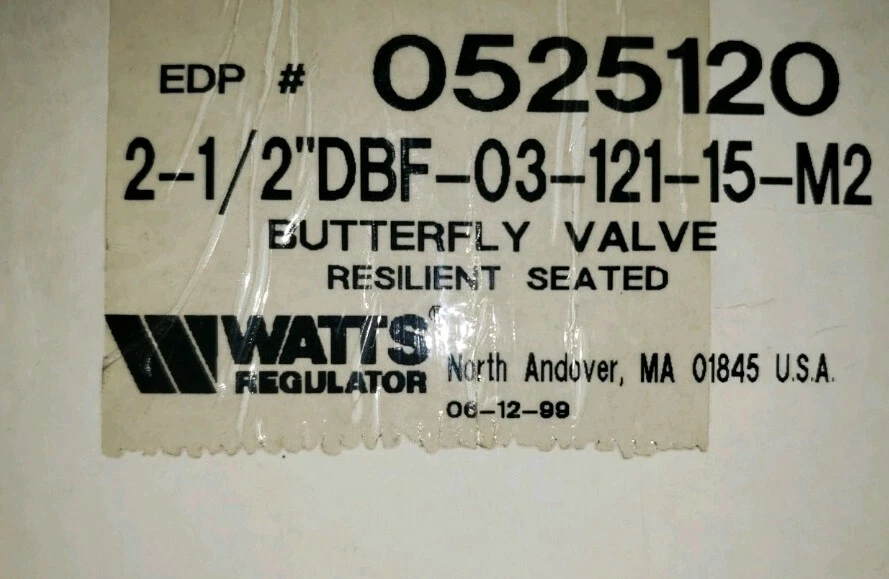 EDP # 0525120
2-1/2"DBF-03-121-15-M2
BUTTERFLY VALVE
RESILIENT SEATED
WATTS®
REGULATOR
North Andover, MA 01845 U.S.A.
06-12-99